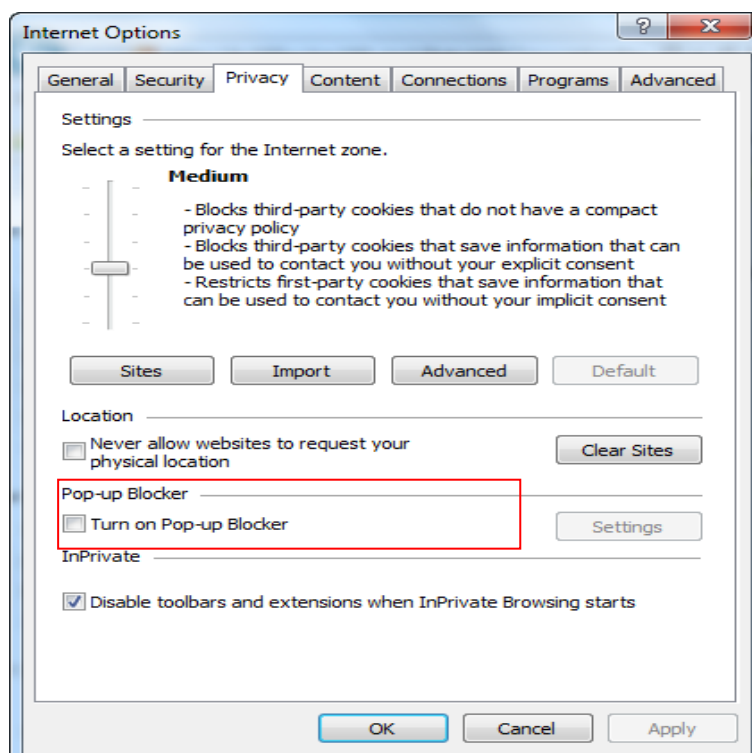 Internet Options
General Security Privacy Content Connections Programs Advanced
Settings
Select a setting for the Internet zone.
Medium
- Blocks third-party cookies that do not have a compact
privacy policy
- Blocks third-party cookies that save information that can
be used to contact you without your explicit consent
- Restricts first-party cookies that save information that
can be used to contact you without your implicit consent
Sites Import Advanced Default
Location
Never allow websites to request your
physical location
Clear Sites
Pop-up Blocker
Turn on Pop-up Blocker Settings
InPrivate
Disable toolbars and extensions when InPrivate Browsing starts
OK Cancel Apply